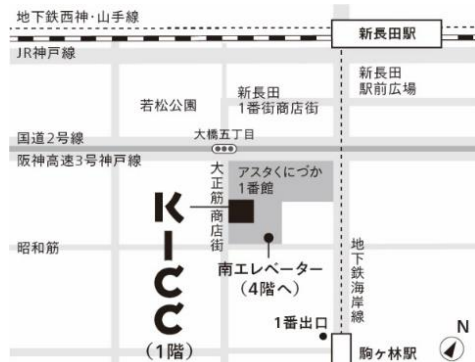 地下鉄西神・山手線
新長田駅
JR神戸線
新長田
駅前広場
新長田
1番街商店街
若松公園
大橋五丁目
国道2号線
阪神高速3号神戸線
アスタくにづか
1番館
大正筋商店街
KICC
(1階)
昭和筋
南エレベーター
(4階へ)
地下鉄海岸線
1番出口
駒ヶ林駅
N